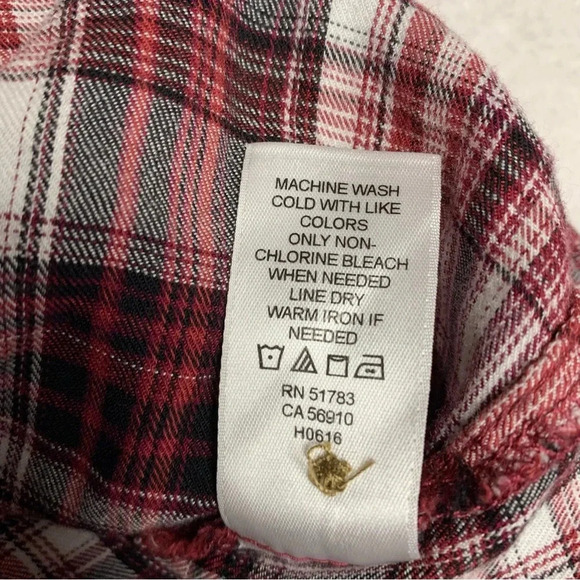 MACHINE WASH
COLD WITH LIKE
COLORS
ONLY NON-
CHLORINE BLEACH
WHEN NEEDED
LINE DRY
WARM IRON IF
NEEDED
RN 51783
CA 56910
H0616